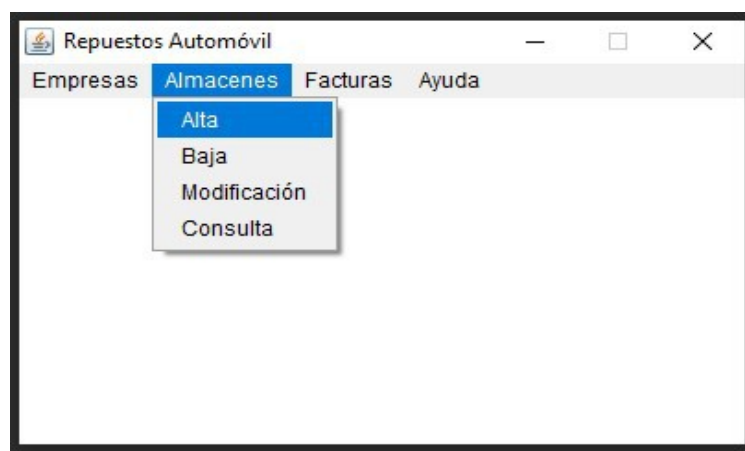 Repuestos Automóvil
Empresas Almacenes Facturas Ayuda
Alta
Baja
Modificación
Consulta